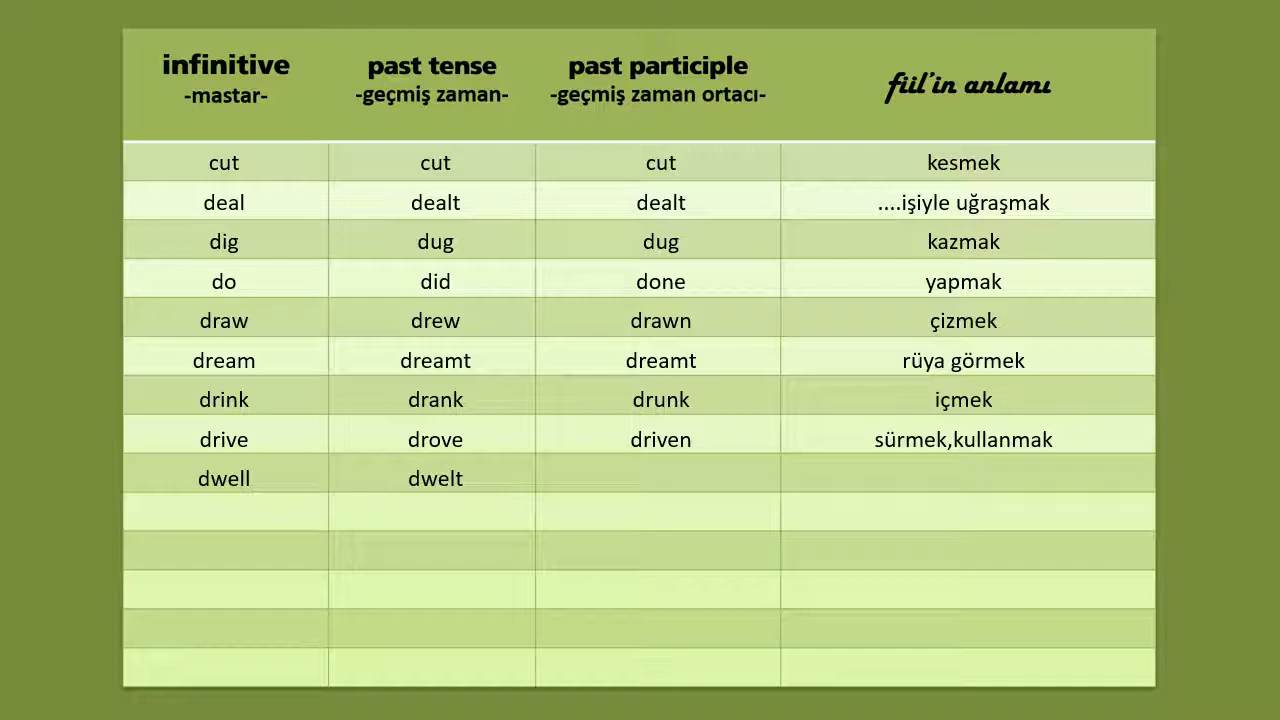 infinitive past tense past participle fiil'in anlamı
-mastar- -geçmiş zaman- -geçmiş zaman ortacı-
cut cut cut kesmek
deal dealt dealt ....işiyle uğraşmak
dig dug dug kazmak
do did done yapmak
draw drew drawn çizmek
dream dreamt dreamt rüya görmek
drink drank drunk içmek
drive drove driven sürmek,kullanmak
dwell dwelt